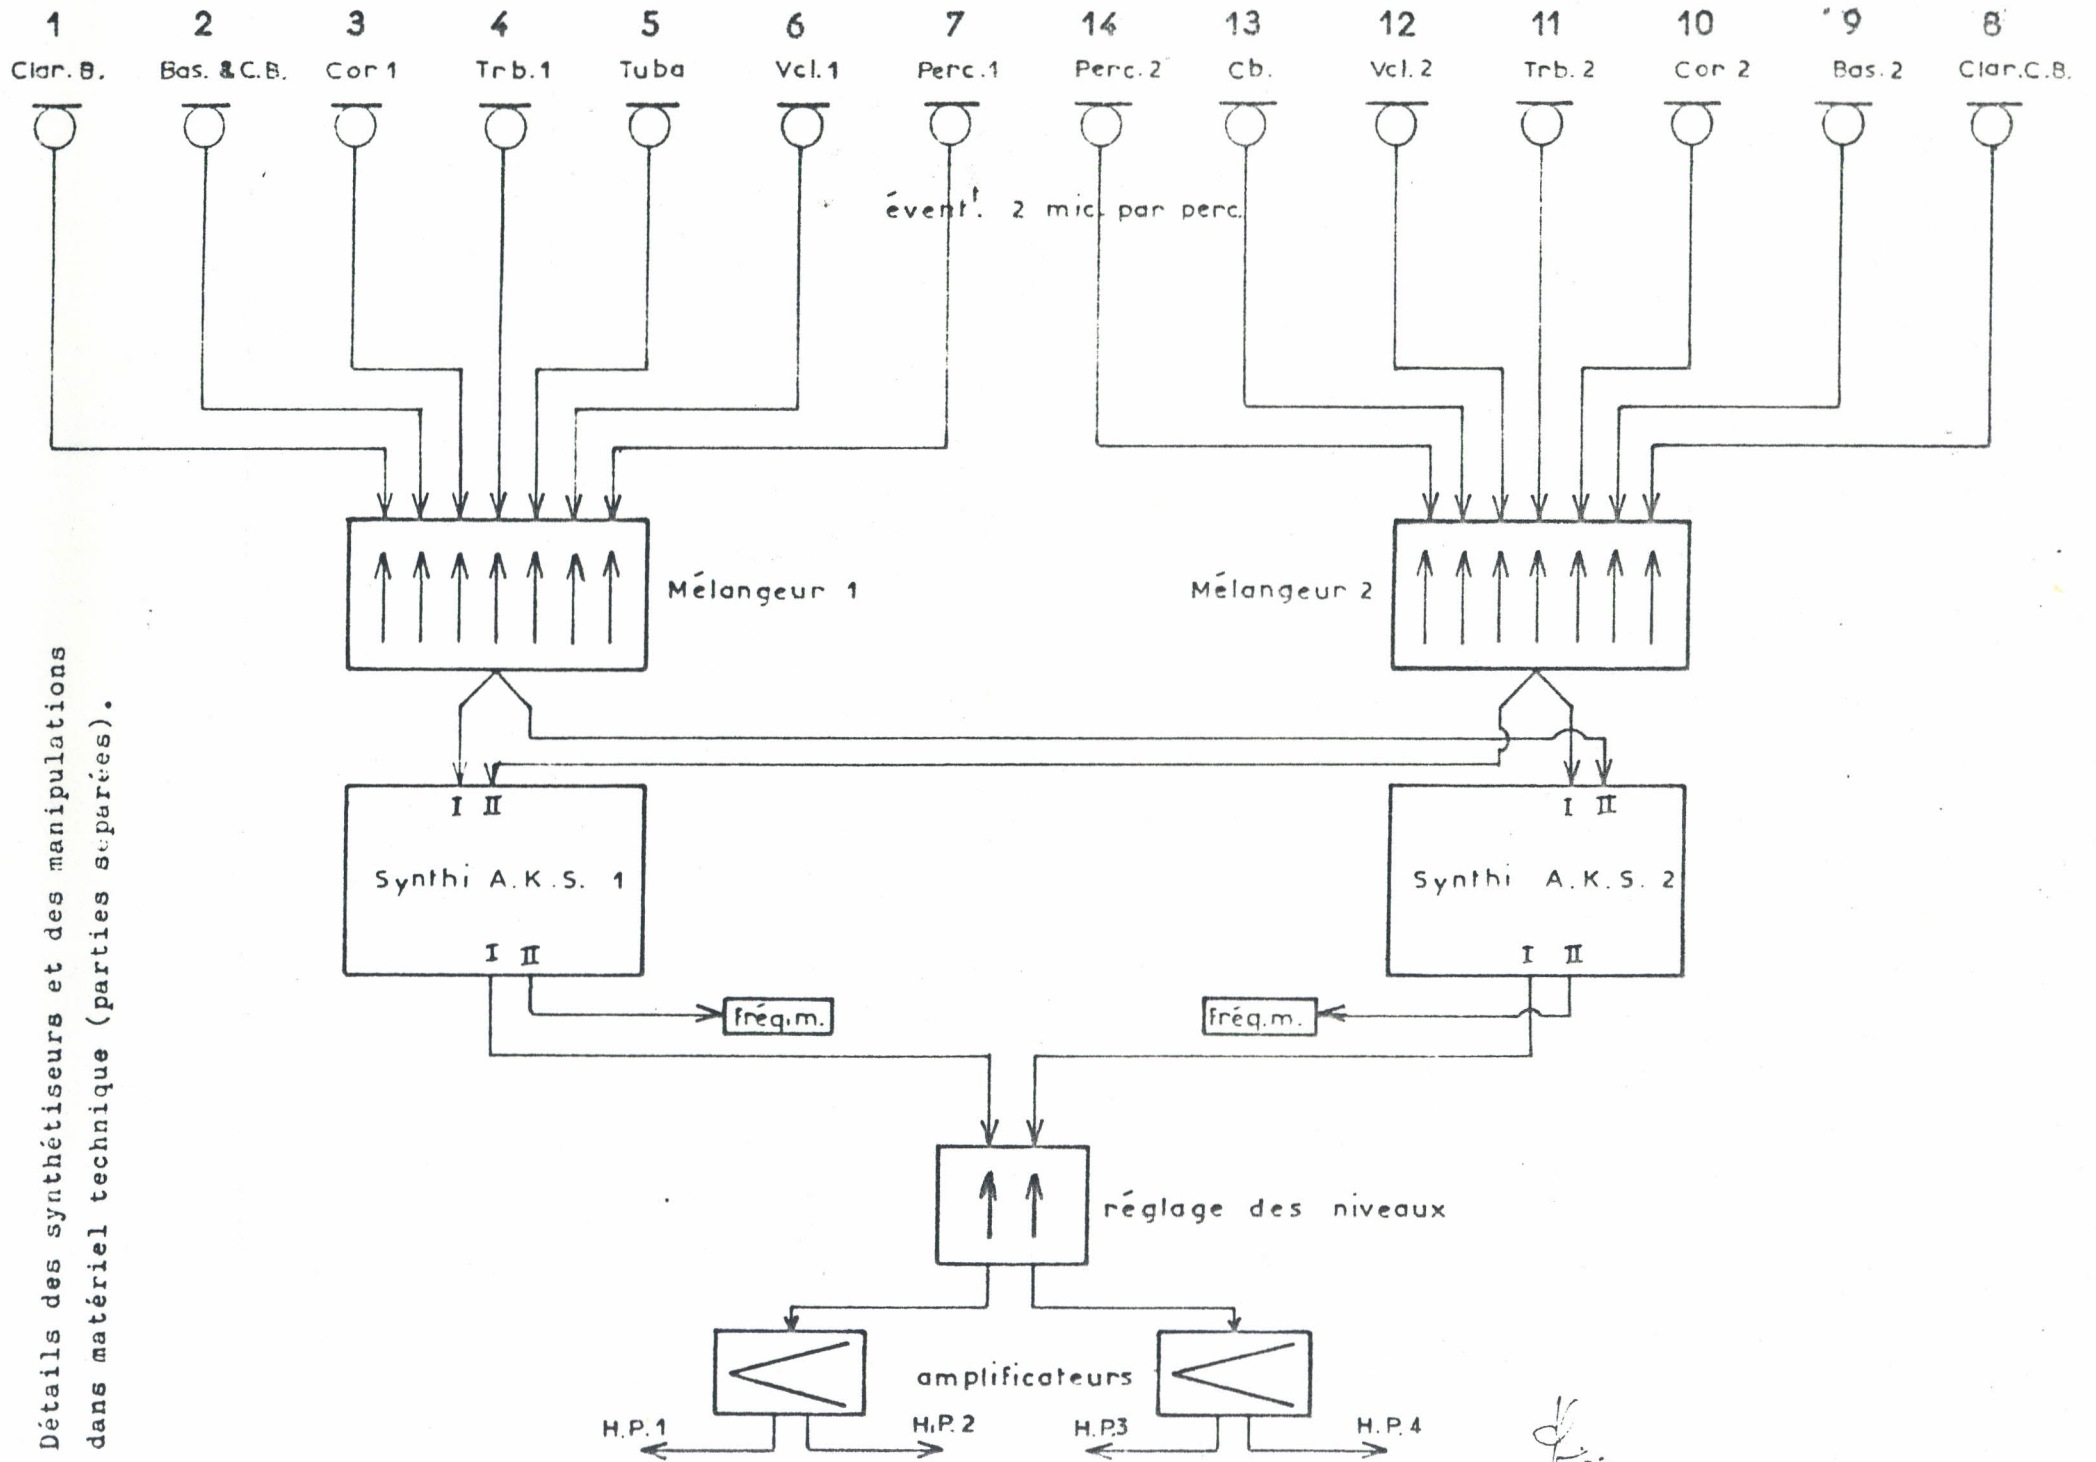 1 2 3 4 5 6 7 14 13 12 11 10 9 8
Clar. B. Bas. & C.B. Cor 1 Trb. 1 Tuba Vcl. 1 Perc. 1 Perc. 2 Cb. Vcl. 2 Trb. 2 Cor 2 Bas. 2 Clar. C. B.
éventt. 2 mic. par perc.
Mélangeur 1 Mélangeur 2
I II I II
Synthi A.K.S. 1 Synthi A.K.S. 2
I II I II
fréq.m. fréq.m.
réglage des niveaux
amplificateurs
H.P.1 H.P.2 H.P.3 H.P.4
Détails des synthétiseurs et des manipulations
dans matériel technique (parties séparées).